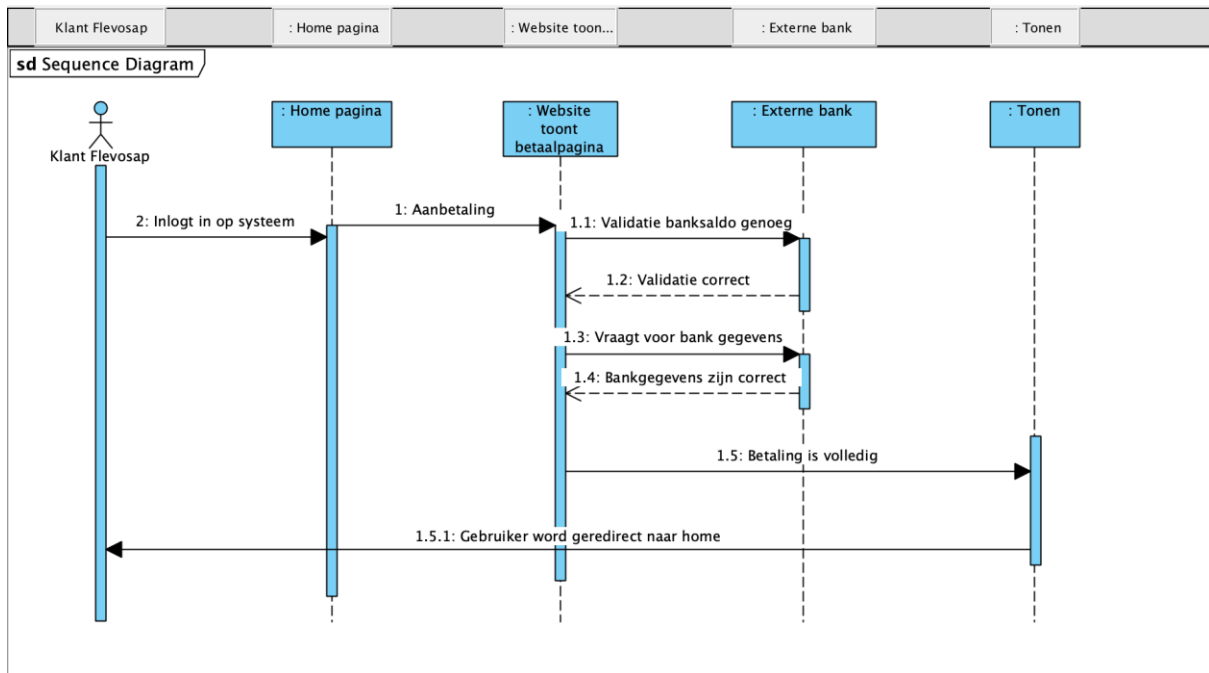 Klant Flevosap
: Home pagina
: Website toon...
: Externe bank
: Tonen
sd Sequence Diagram
Klant Flevosap
: Home pagina
: Website
toont
betaalpagina
: Externe bank
: Tonen
1: Aanbetaling
2: Inlogt in op systeem
1.1: Validatie banksaldo genoeg
1.2: Validatie correct
1.3: Vraagt voor bank gegevens
1.4: Bankgegevens zijn correct
1.5: Betaling is volledig
1.5.1: Gebruiker word geredirect naar home